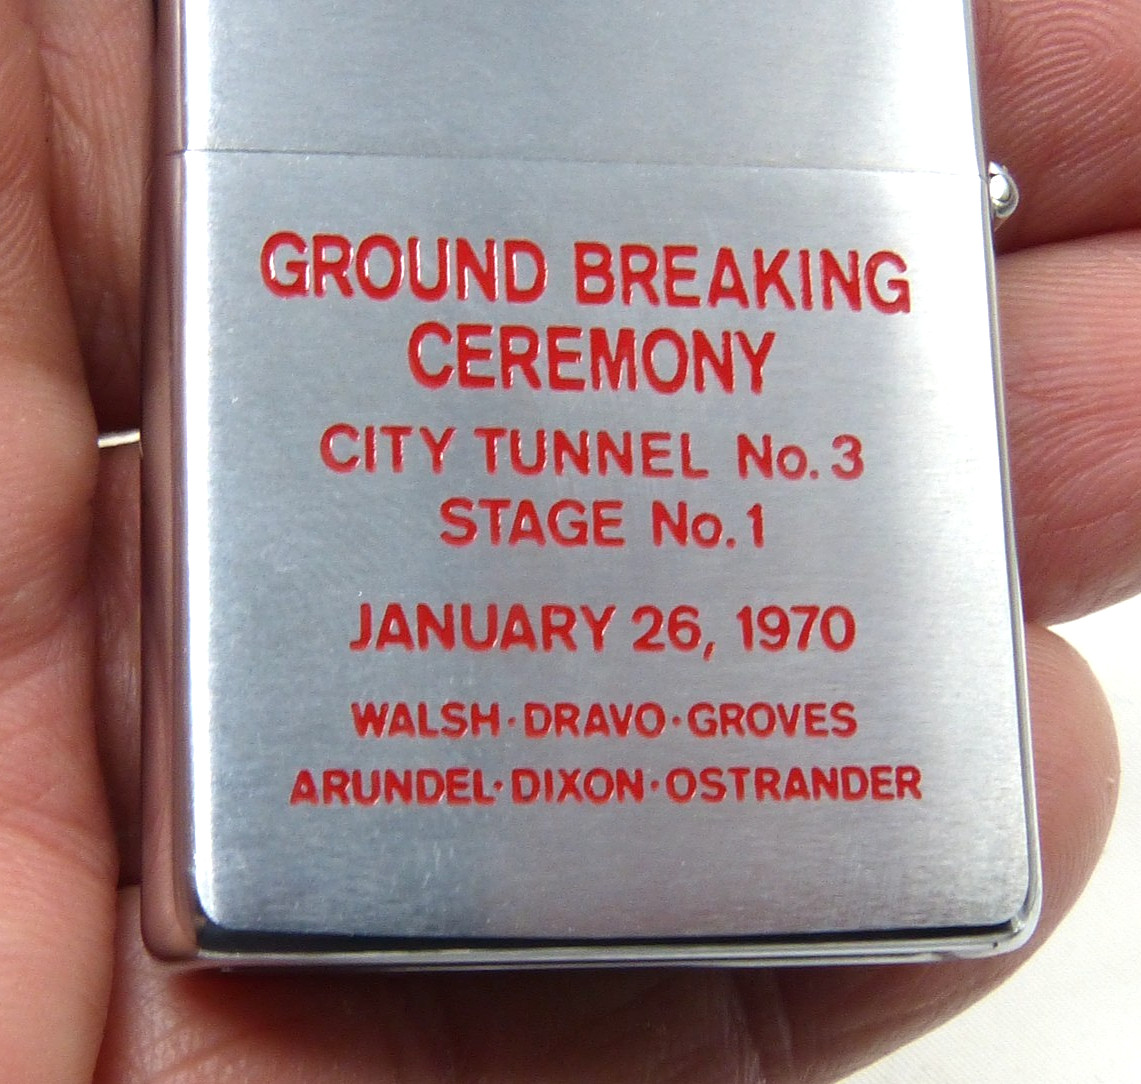 GROUND BREAKING
CEREMONY
CITY TUNNEL No. 3
STAGE No. 1
JANUARY 26, 1970
WALSH · DRAVO · GROVES
ARUNDEL · DIXON · OSTRANDER